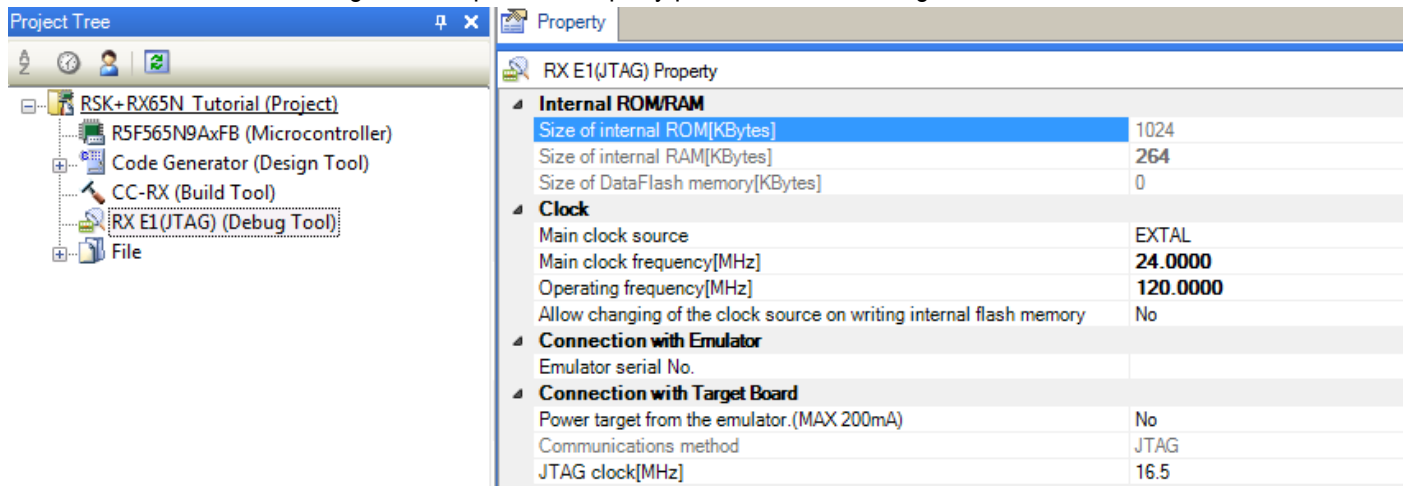 Project Tree
Property
RX E1(JTAG) Property
RSK+RX65N_Tutorial (Project)
R5F565N9AxFB (Microcontroller)
Code Generator (Design Tool)
CC-RX (Build Tool)
RX E1(JTAG) (Debug Tool)
File
Internal ROM/RAM
Size of internal ROM[KBytes] 1024
Size of internal RAM[KBytes] 264
Size of DataFlash memory[KBytes] 0
Clock
Main clock source EXTAL
Main clock frequency[MHz] 24.0000
Operating frequency[MHz] 120.0000
Allow changing of the clock source on writing internal flash memory No
Connection with Emulator
Emulator serial No.
Connection with Target Board
Power target from the emulator.(MAX 200mA) No
Communications method JTAG
JTAG clock[MHz] 16.5